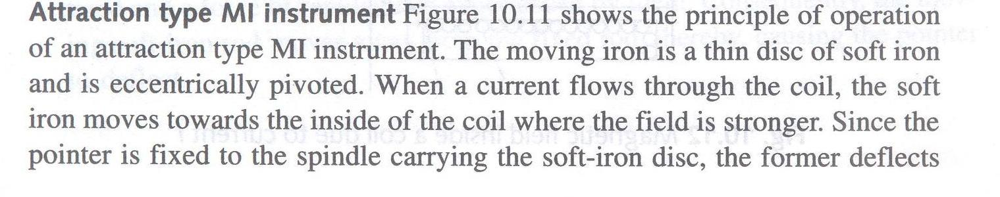 Attraction type MI instrument Figure 10.11 shows the principle of operation
of an attraction type MI instrument. The moving iron is a thin disc of soft iron
and is eccentrically pivoted. When a current flows through the coil, the soft
iron moves towards the inside of the coil where the field is stronger. Since the
pointer is fixed to the spindle carrying the soft-iron disc, the former deflects